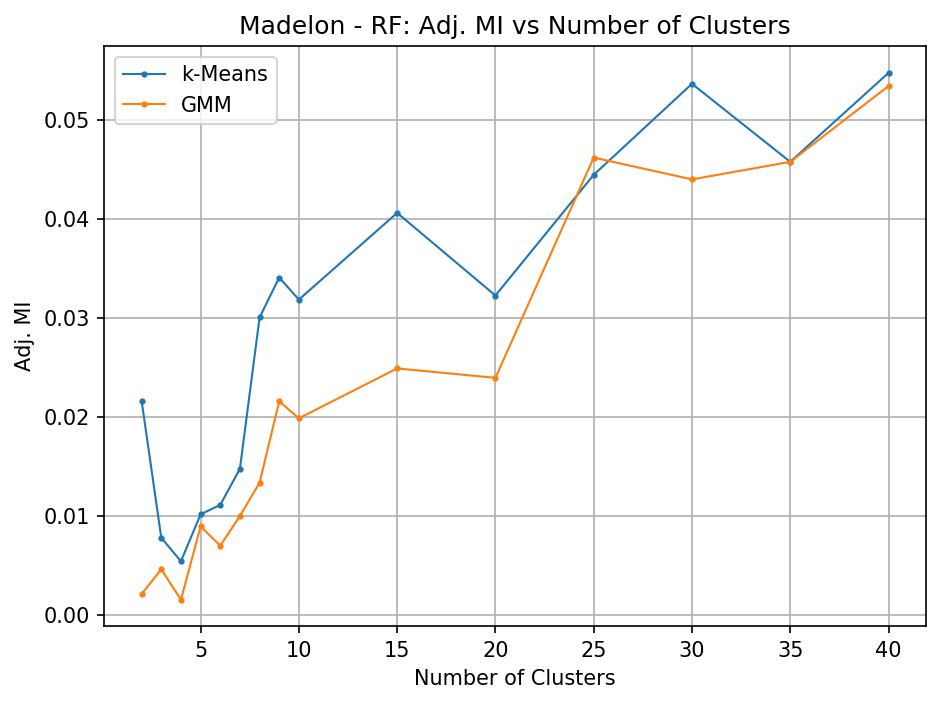 Madelon - RF: Adj. MI vs Number of Clusters
k-Means
GMM
Adj. MI
0.05
0.04
0.03
0.02
0.01
0.00
5 10 15 20 25 30 35 40
Number of Clusters